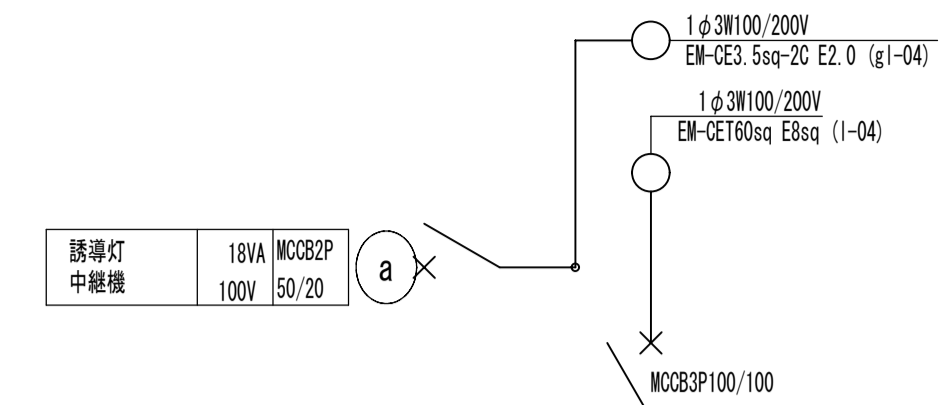 1φ3W100/200V
EM-CE3.5sq-2C E2.0 (gl-04)
1φ3W100/200V
EM-CET60sq E8sq (l-04)
誘導灯 18VA MCCB2P
中継機 100V 50/20
a
MCCB3P100/100